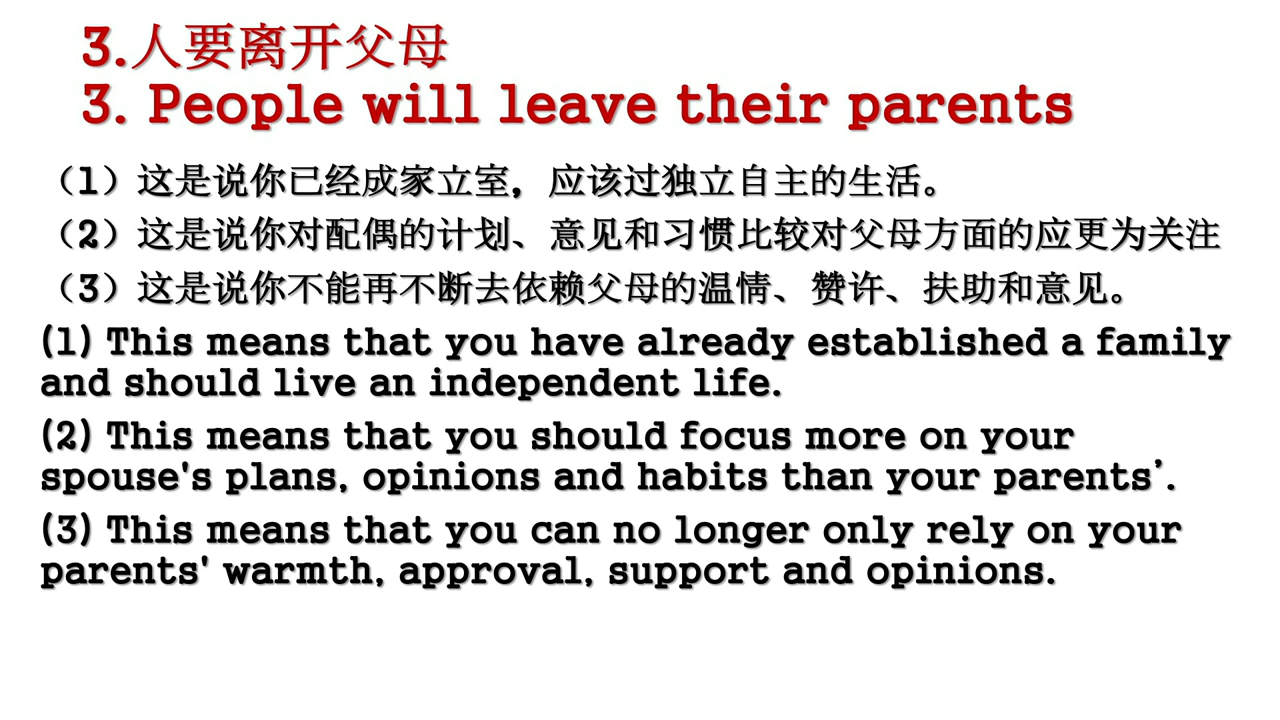 3.人要离开父母
3. People will leave their parents
（1）这是说你已经成家立室，应该过独立自主的生活。
（2）这是说你对配偶的计划、意见和习惯比较对父母方面的应更为关注
（3）这是说你不能再不断去依赖父母的温情、赞许、扶助和意见。
(1) This means that you have already established a family
and should live an independent life.
(2) This means that you should focus more on your
spouse's plans, opinions and habits than your parents’.
(3) This means that you can no longer only rely on your
parents' warmth, approval, support and opinions.